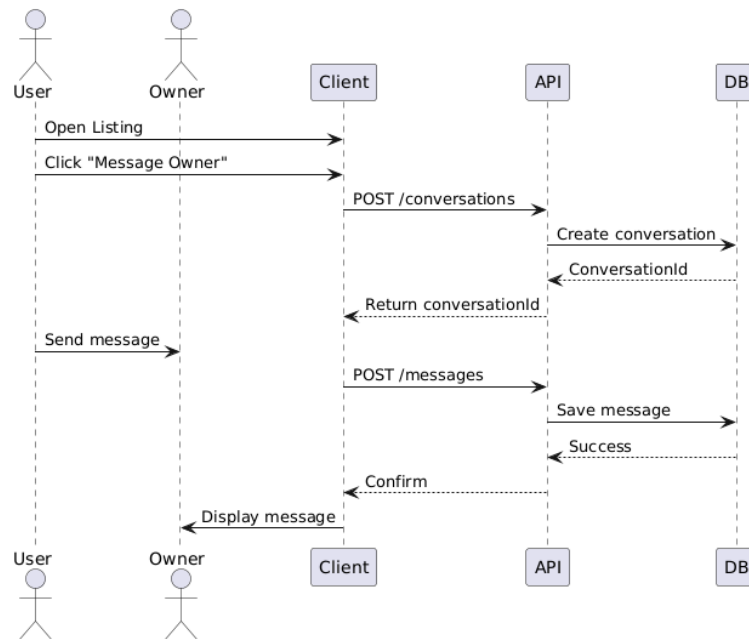 User
Owner
Client
API
DB
Open Listing
Click "Message Owner"
POST /conversations
Create conversation
ConversationId
Return conversationId
Send message
POST /messages
Save message
Success
Confirm
Display message
User
Owner
Client
API
DB